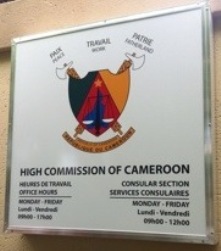 PAIX
PEACE
TRAVAIL
WORK
PATRIE
FATHERLAND
REPUBLIQUE DU CAMEROUN
HIGH COMMISSION OF CAMEROON
HEURES DE TRAVAIL
OFFICE HOURS
MONDAY - FRIDAY
Lundi - Vendredi
09h00 - 17h00
CONSULAR SECTION
SERVICES CONSULAIRES
MONDAY - FRIDAY
Lundi - Vendredi
09h00 - 12h00